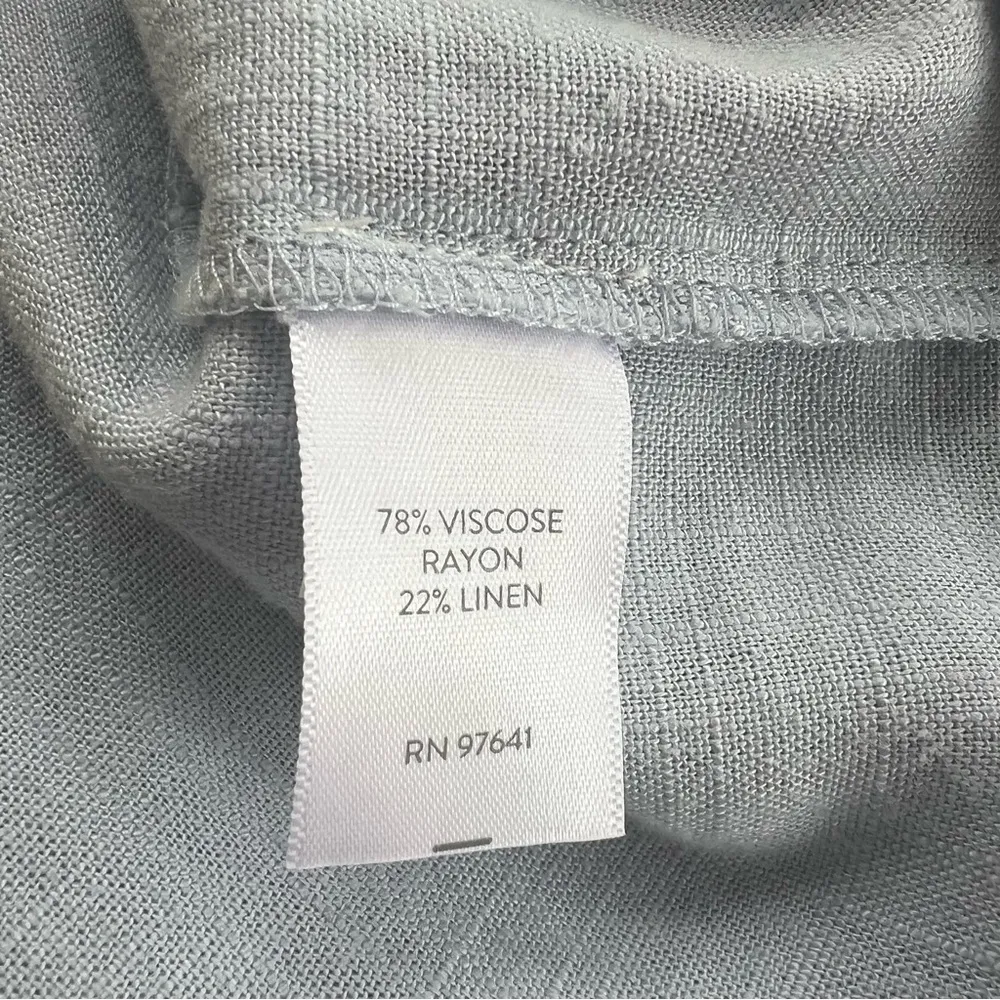 78% VISCOSE
RAYON
22% LINEN
RN 97641